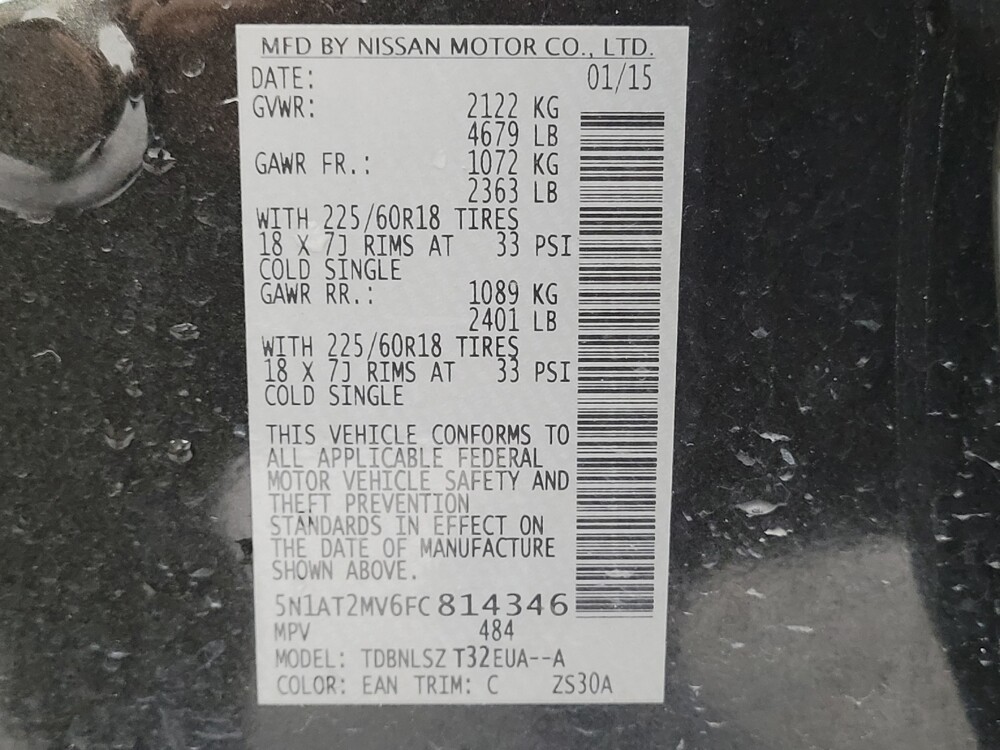 MFD BY NISSAN MOTOR CO., LTD.
DATE: 01/15
GVWR: 2122 KG
4679 LB
GAWR FR.: 1072 KG
2363 LB
WITH 225/60R18 TIRES
18 X 7J RIMS AT 33 PSI
COLD SINGLE
GAWR RR.: 1089 KG
2401 LB
WITH 225/60R18 TIRES
18 X 7J RIMS AT 33 PSI
COLD SINGLE
THIS VEHICLE CONFORMS TO
ALL APPLICABLE FEDERAL
MOTOR VEHICLE SAFETY AND
THEFT PREVENTION
STANDARDS IN EFFECT ON
THE DATE OF MANUFACTURE
SHOWN ABOVE.
5N1AT2MV6FC814346
MPV 484
MODEL: TDBNLSZ T32EUA--A
COLOR: EAN TRIM: C ZS30A